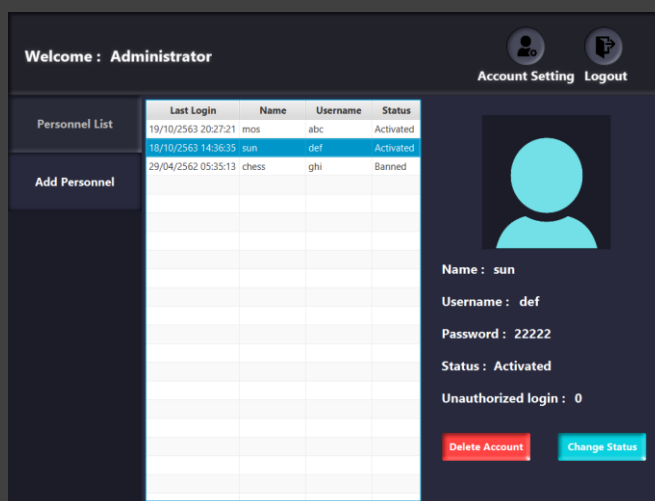 Welcome : Administrator
Account Setting Logout
Personnel List
Add Personnel
Last Login Name Username Status
19/10/2563 20:27:21 mos abc Activated
18/10/2563 14:36:35 sun def Activated
29/04/2562 05:35:13 chess ghi Banned
Name : sun
Username : def
Password : 22222
Status : Activated
Unauthorized login : 0
Delete Account Change Status